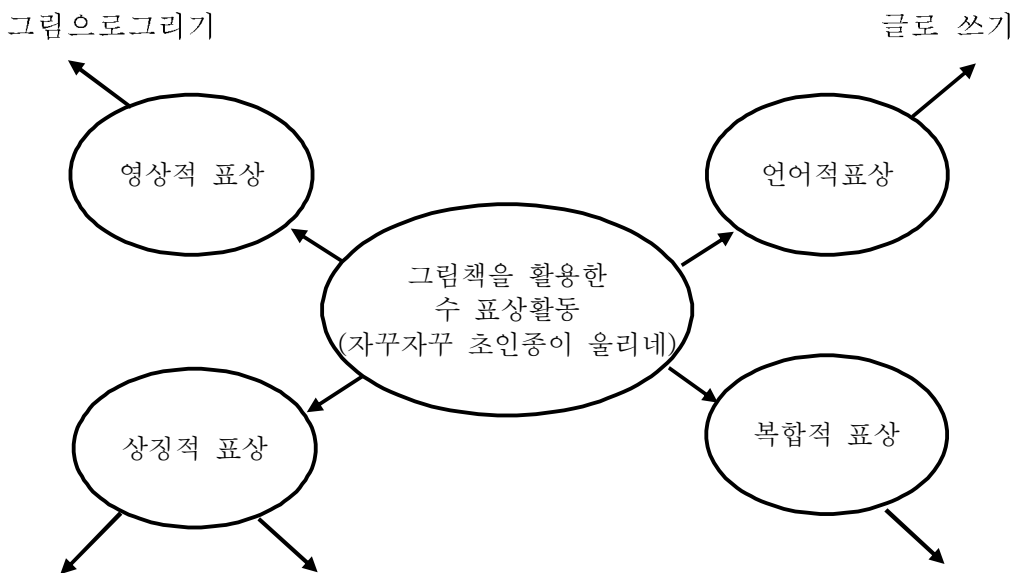 그림으로그리기
글로 쓰기
영상적 표상
언어적표상
그림책을 활용한
수 표상활동
(자꾸자꾸 초인종이 울리네)
상징적 표상
복합적 표상